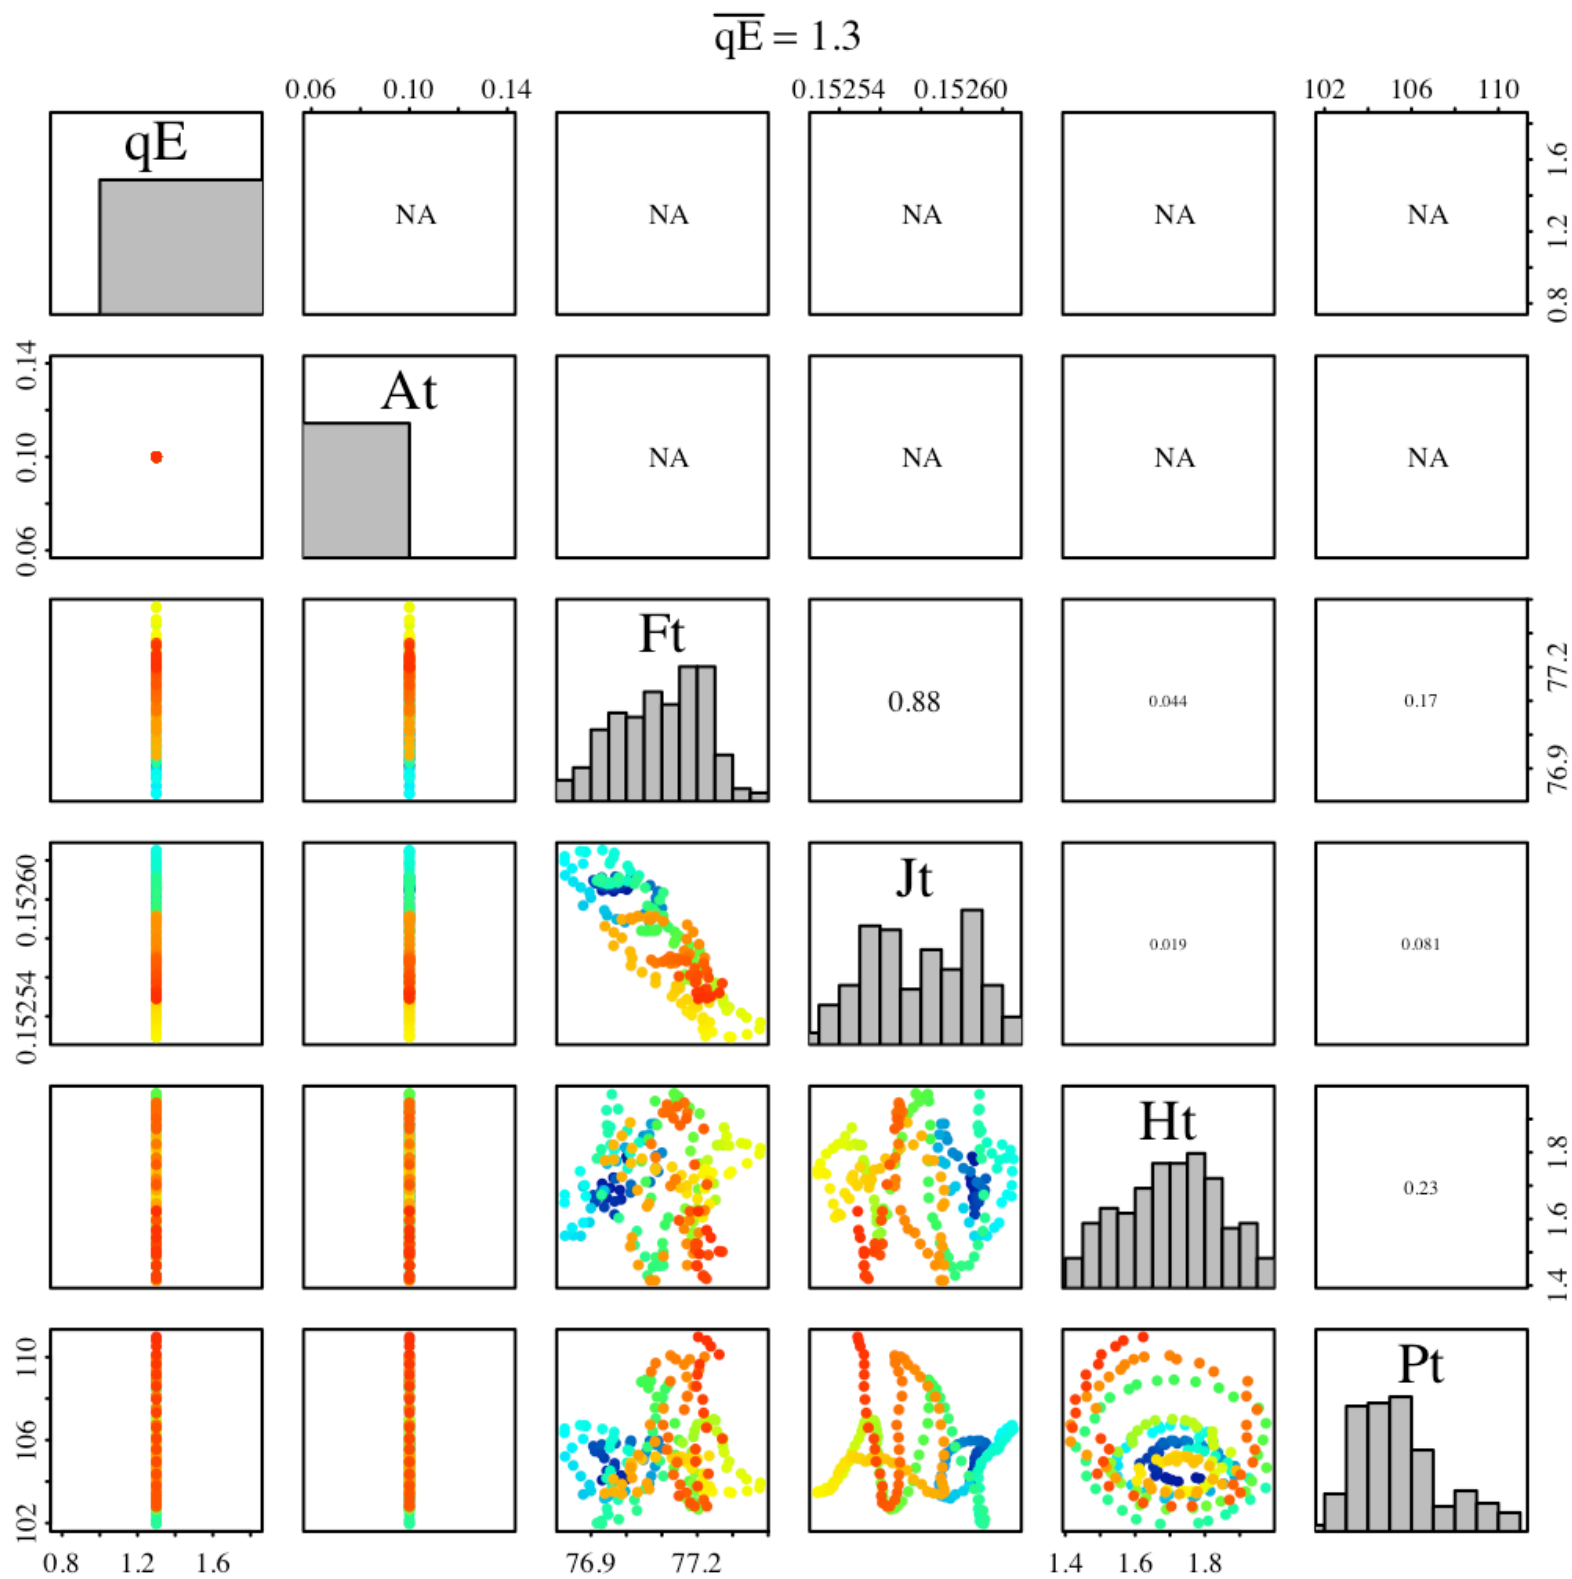 qE = 1.3
0.06 0.10 0.14 0.15254 0.15260 102 106 110
qE NA NA NA NA NA
0.8 1.2 1.6
0.06 0.10 0.14
At NA NA NA NA
Ft 0.88 0.044 0.17
76.9 77.2
0.15254 0.15260
Jt 0.019 0.081
Ht 0.23
1.4 1.6 1.8
102 106 110
Pt
0.8 1.2 1.6 76.9 77.2 1.4 1.6 1.8